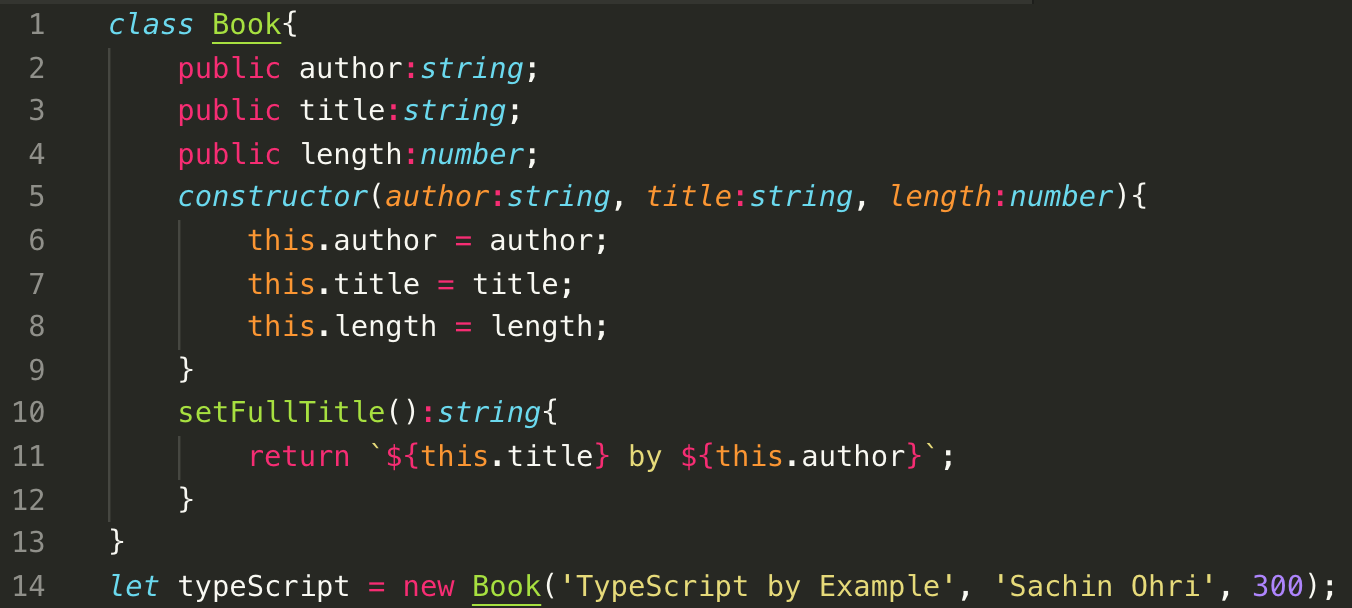 1 class Book{
2 public author:string;
3 public title:string;
4 public length:number;
5 constructor(author:string, title:string, length:number){
6 this.author = author;
7 this.title = title;
8 this.length = length;
9 }
10 setFullTitle():string{
11 return `${this.title} by ${this.author}`;
12 }
13 }
14 let typeScript = new Book('TypeScript by Example', 'Sachin Ohri', 300);